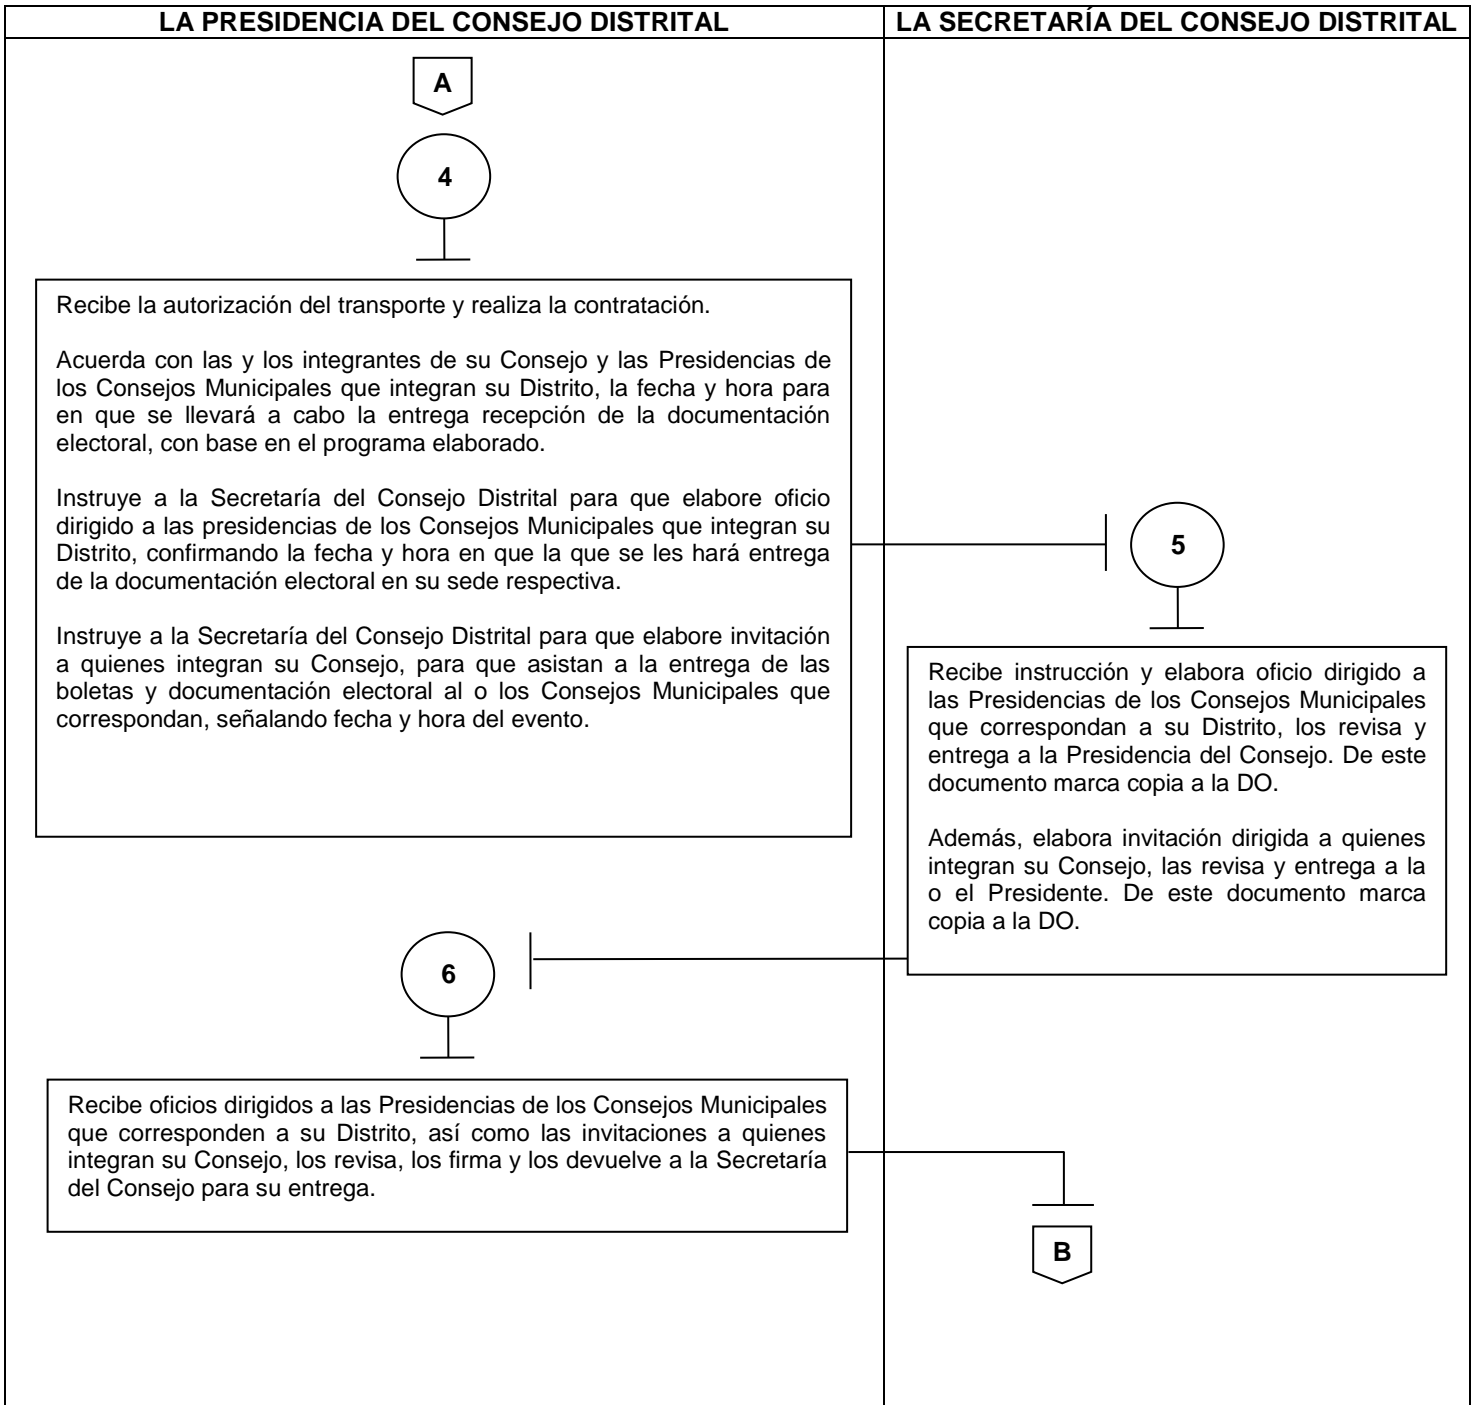 LA PRESIDENCIA DEL CONSEJO DISTRITAL
LA SECRETARÍA DEL CONSEJO DISTRITAL
A
4
Recibe la autorización del transporte y realiza la contratación.
Acuerda con las y los integrantes de su Consejo y las Presidencias de
los Consejos Municipales que integran su Distrito, la fecha y hora para
en que se llevará a cabo la entrega recepción de la documentación
electoral, con base en el programa elaborado.
Instruye a la Secretaría del Consejo Distrital para que elabore oficio
dirigido a las presidencias de los Consejos Municipales que integran su
Distrito, confirmando la fecha y hora en que la que se les hará entrega
de la documentación electoral en su sede respectiva.
Instruye a la Secretaría del Consejo Distrital para que elabore invitación
a quienes integran su Consejo, para que asistan a la entrega de las
boletas y documentación electoral al o los Consejos Municipales que
correspondan, señalando fecha y hora del evento.
5
Recibe instrucción y elabora oficio dirigido a
las Presidencias de los Consejos Municipales
que correspondan a su Distrito, los revisa y
entrega a la Presidencia del Consejo. De este
documento marca copia a la DO.
Además, elabora invitación dirigida a quienes
integran su Consejo, las revisa y entrega a la
o el Presidente. De este documento marca
copia a la DO.
6
Recibe oficios dirigidos a las Presidencias de los Consejos Municipales
que corresponden a su Distrito, así como las invitaciones a quienes
integran su Consejo, los revisa, los firma y los devuelve a la Secretaría
del Consejo para su entrega.
B